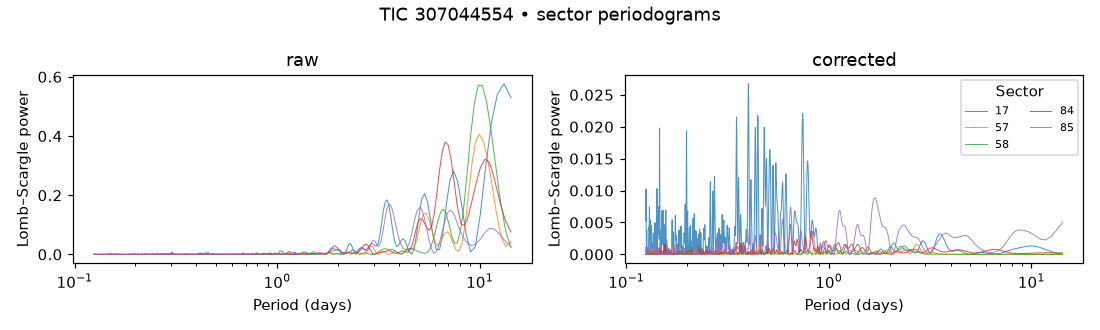 TIC 307044554 • sector periodograms
raw
corrected
Lomb–Scargle power
0.6
0.4
0.2
0.0
10⁻¹
10⁰
10¹
Period (days)
Lomb–Scargle power
0.025
0.020
0.015
0.010
0.005
0.000
10⁻¹
10⁰
10¹
Period (days)
Sector
17
57
58
84
85